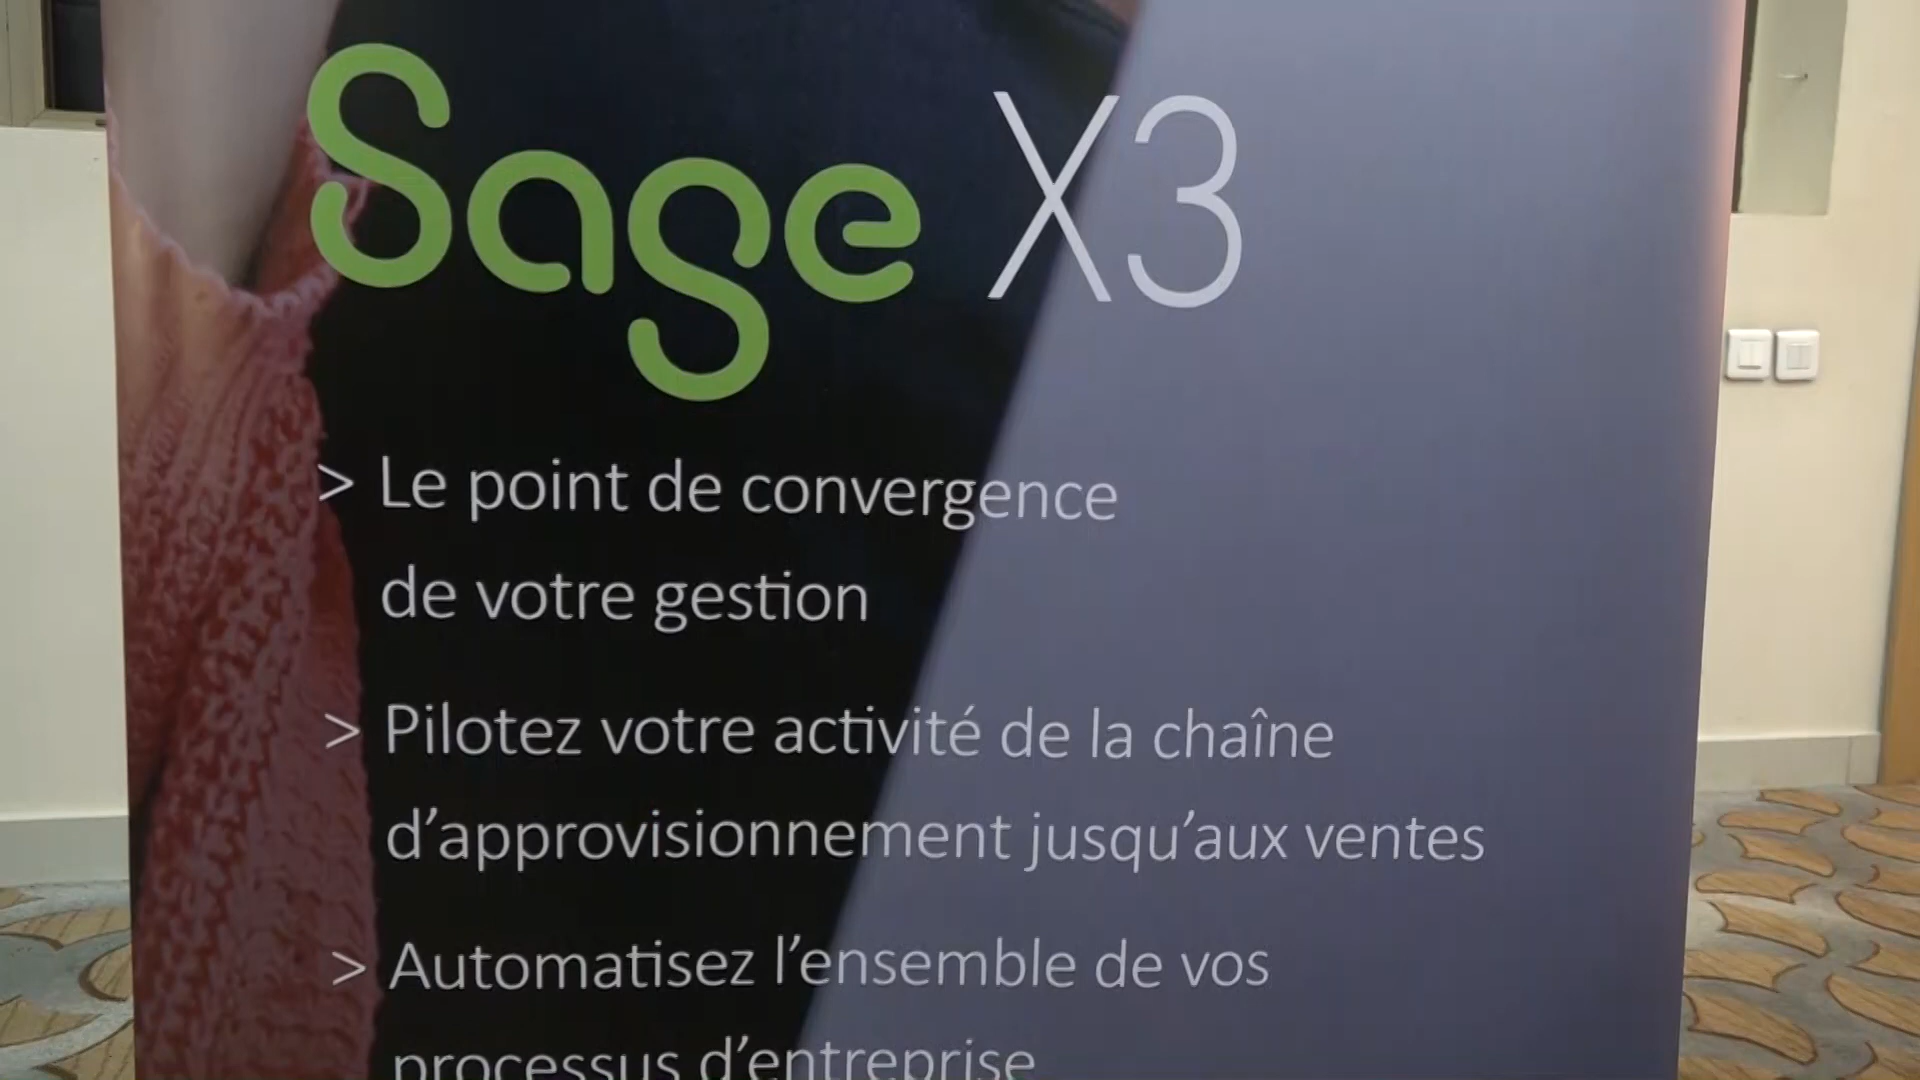 Sage X3
> Le point de convergence
de votre gestion
> Pilotez votre activité de la chaîne
d’approvisionnement jusqu’aux ventes
> Automatisez l’ensemble de vos
processus d’entreprise